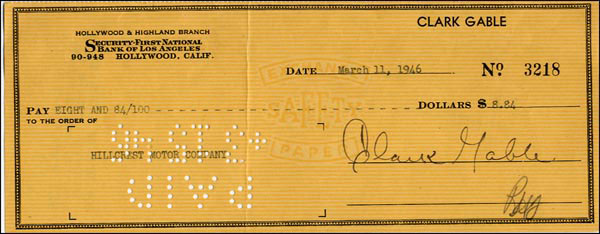 CLARK GABLE
HOLLYWOOD & HIGHLAND BRANCH
SECURITY-FIRST NATIONAL
BANK OF LOS ANGELES
90-948 HOLLYWOOD, CALIF.
DATE March 11, 1946 No 3218
PAY EIGHT AND 84/100 - - - - - - - - - - - - - - - - - - - - - - - - - - DOLLARS $ 8.84
TO THE ORDER OF
SAFETY
PAPER
HILLCREST MOTOR COMPANY
Clark Gable
PAID